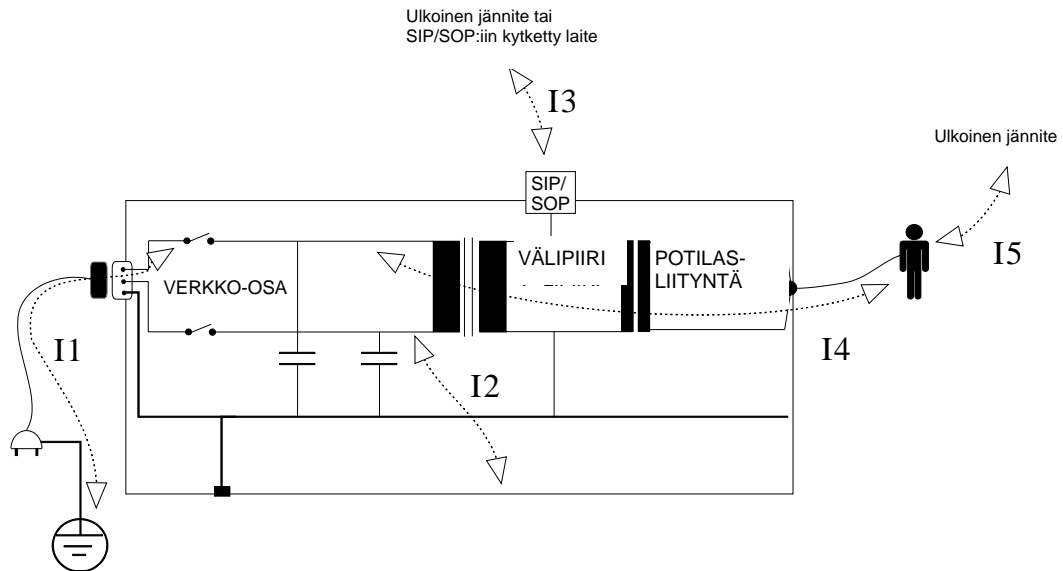 Ulkoinen jännite tai
SIP/SOP:iin kytketty laite
I3
Ulkoinen jännite
SIP/
SOP
I5
VERKKO-OSA
VÄLIPIIRI
POTILAS-
LIITYNTÄ
I1
I2
I4